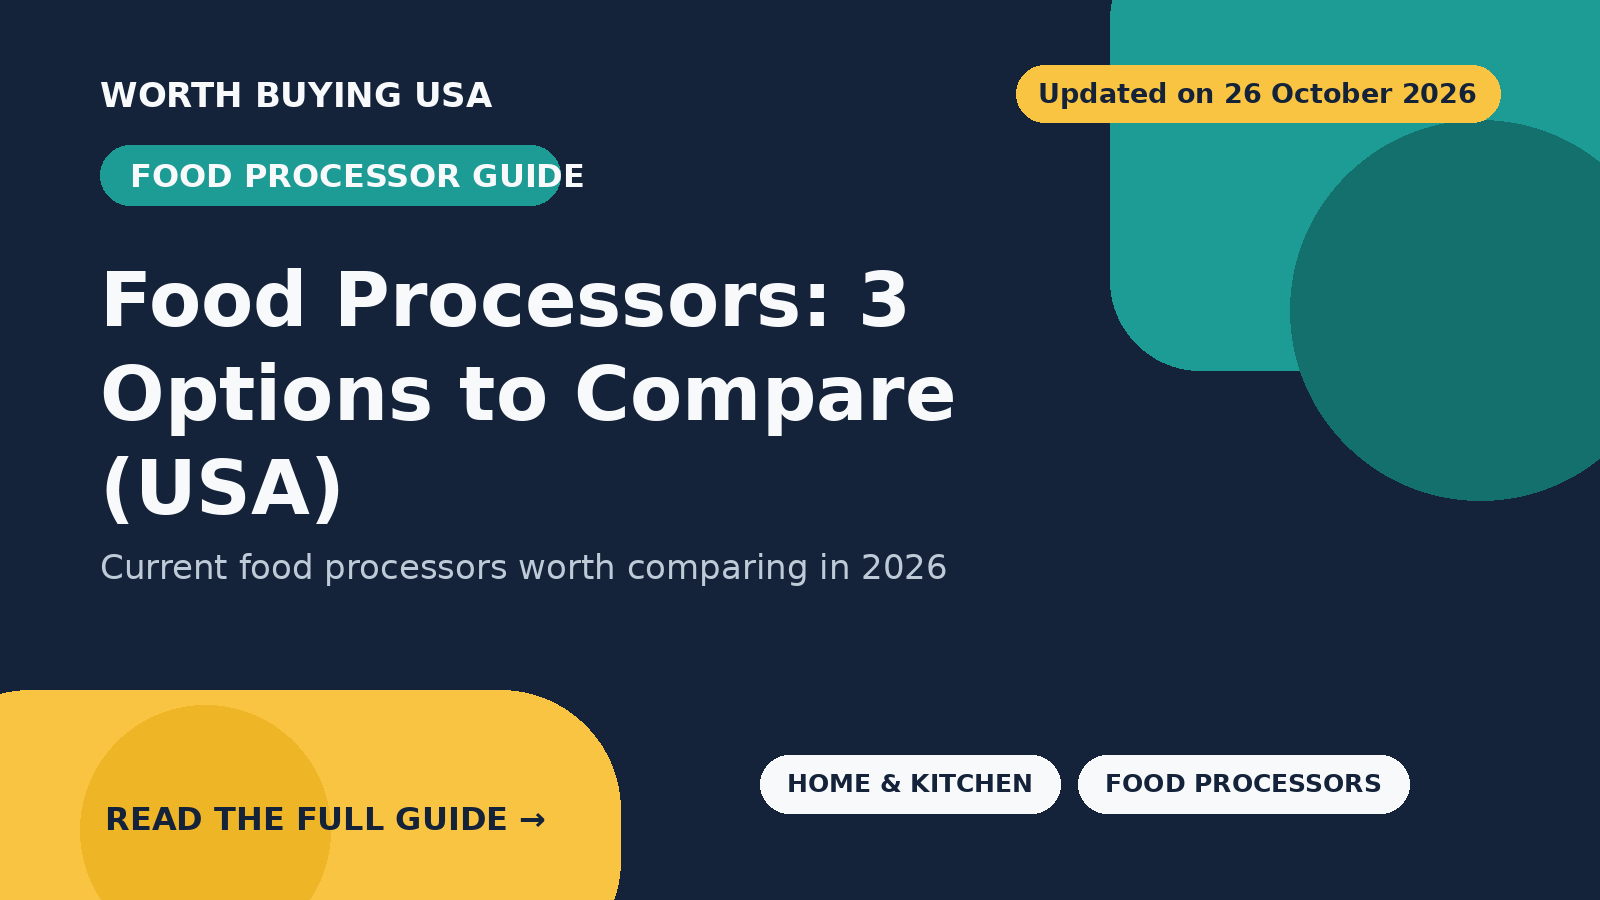 WORTH BUYING USA
Updated on 26 October 2026
FOOD PROCESSOR GUIDE
Food Processors: 3
Options to Compare
(USA)
Current food processors worth comparing in 2026
READ THE FULL GUIDE →
HOME & KITCHEN
FOOD PROCESSORS